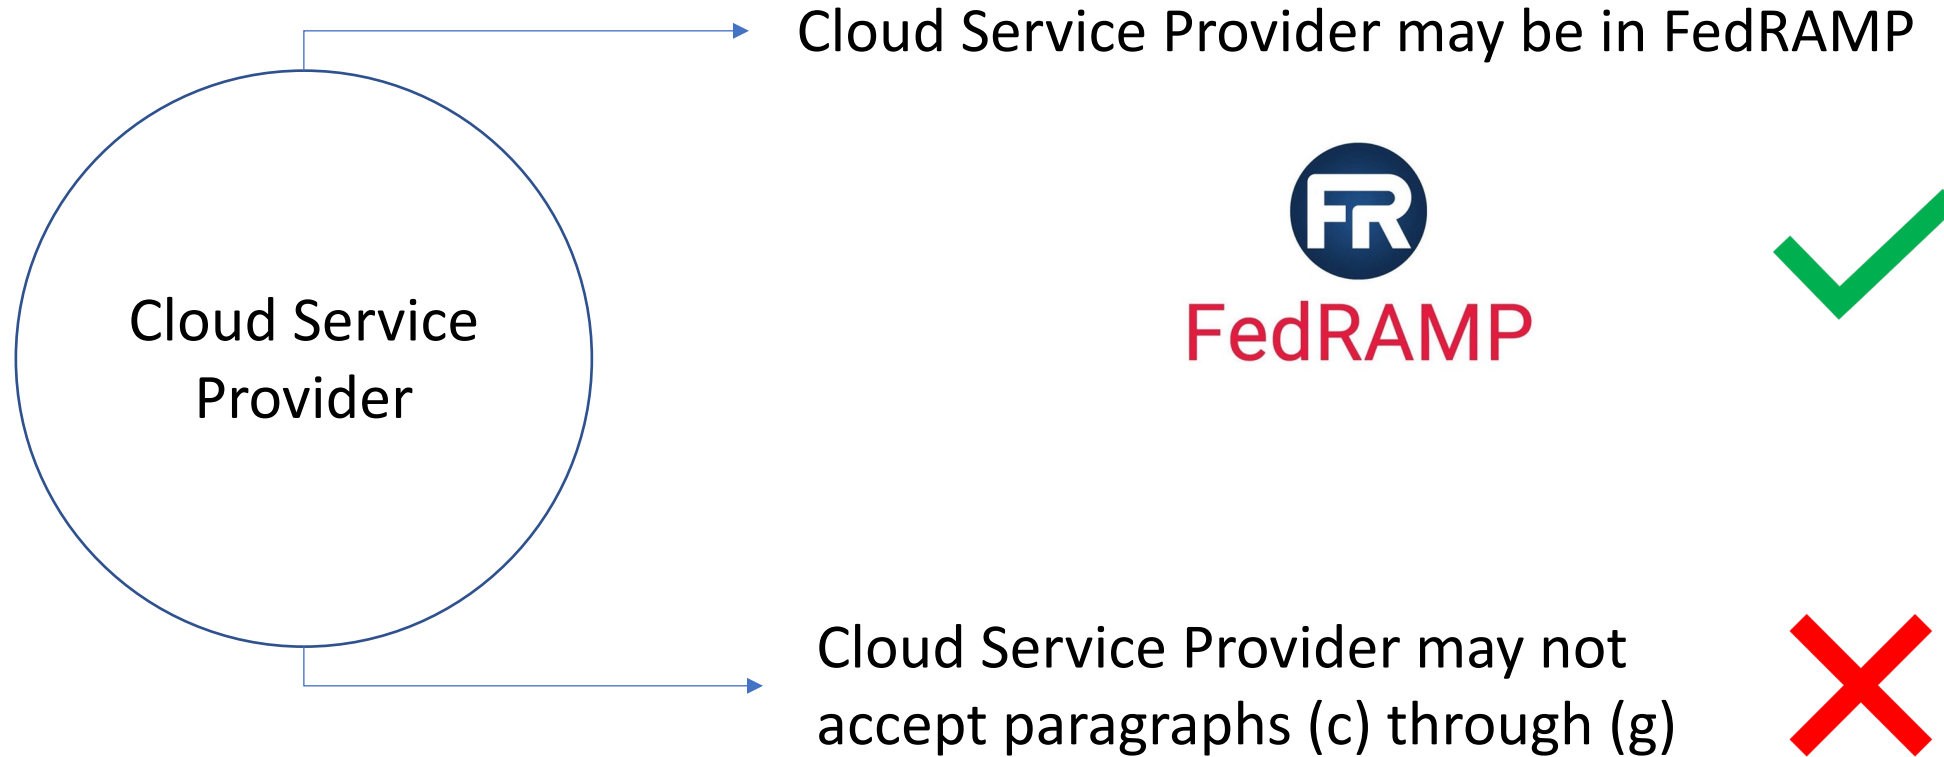 Cloud Service Provider may be in FedRAMP
FR
FedRAMP
Cloud Service
Provider
Cloud Service Provider may not
accept paragraphs (c) through (g)